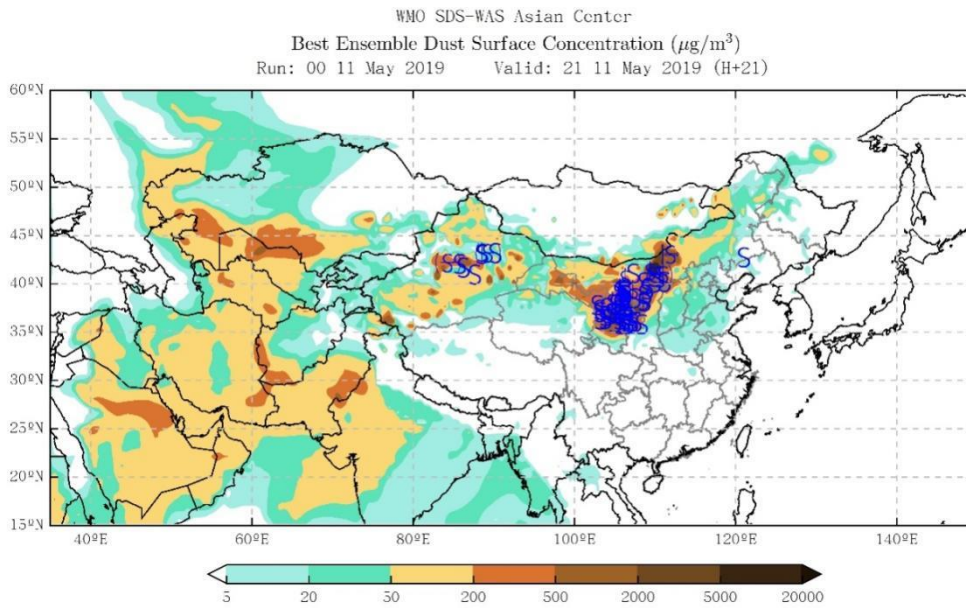 WMO SDS-WAS Asian Center
Best Ensemble Dust Surface Concentration (μg/m³)
Run: 00 11 May 2019 Valid: 21 11 May 2019 (H+21)
60ºN
55ºN
50ºN
45ºN
40ºN
35ºN
30ºN
25ºN
20ºN
15ºN
40ºE 60ºE 80ºE 100ºE 120ºE 140ºE
5 20 50 200 500 2000 5000 20000